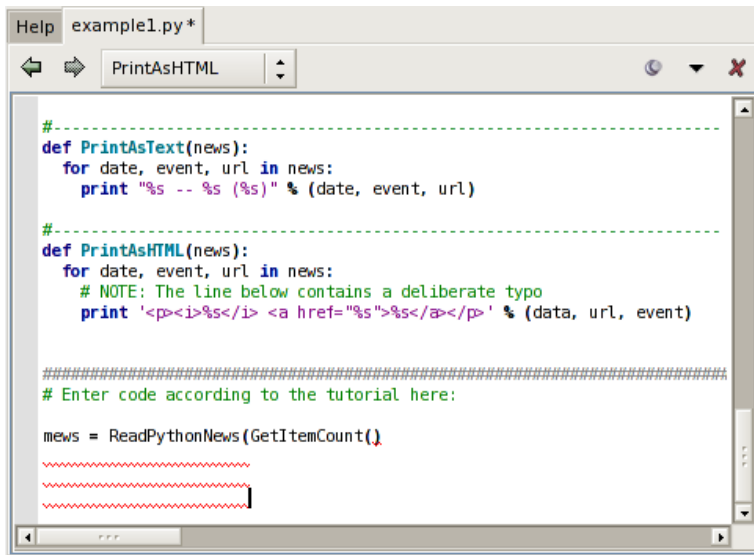 Help example1.py*
PrintAsHTML
#-----------------------------------------------------------------------
def PrintAsText(news):
  for date, event, url in news:
    print "%s -- %s (%s)" % (date, event, url)
#-----------------------------------------------------------------------
def PrintAsHTML(news):
  for date, event, url in news:
    # NOTE: The line below contains a deliberate typo
    print '<p><i>%s</i> <a href="%s">%s</a></p>' % (data, url, event)
########################################################################
# Enter code according to the tutorial here:
mews = ReadPythonNews(GetItemCount()